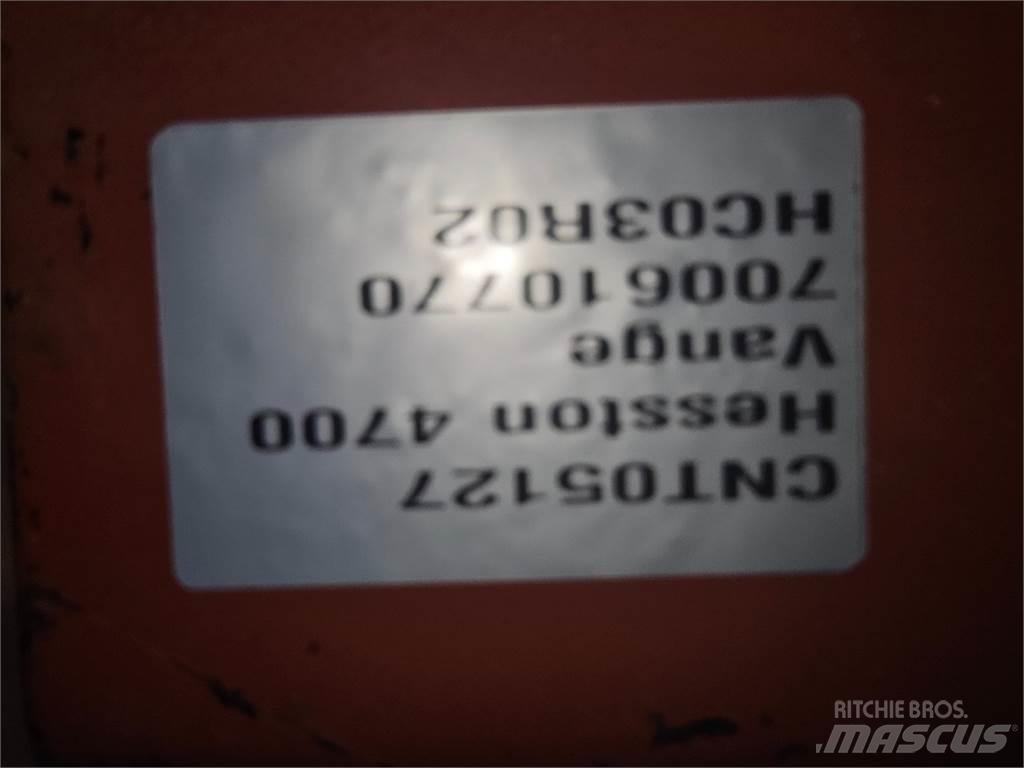 CNT05127
Hesston 4700
Vange
700610770
HC03R02
RITCHIE BROS.
MASCUS